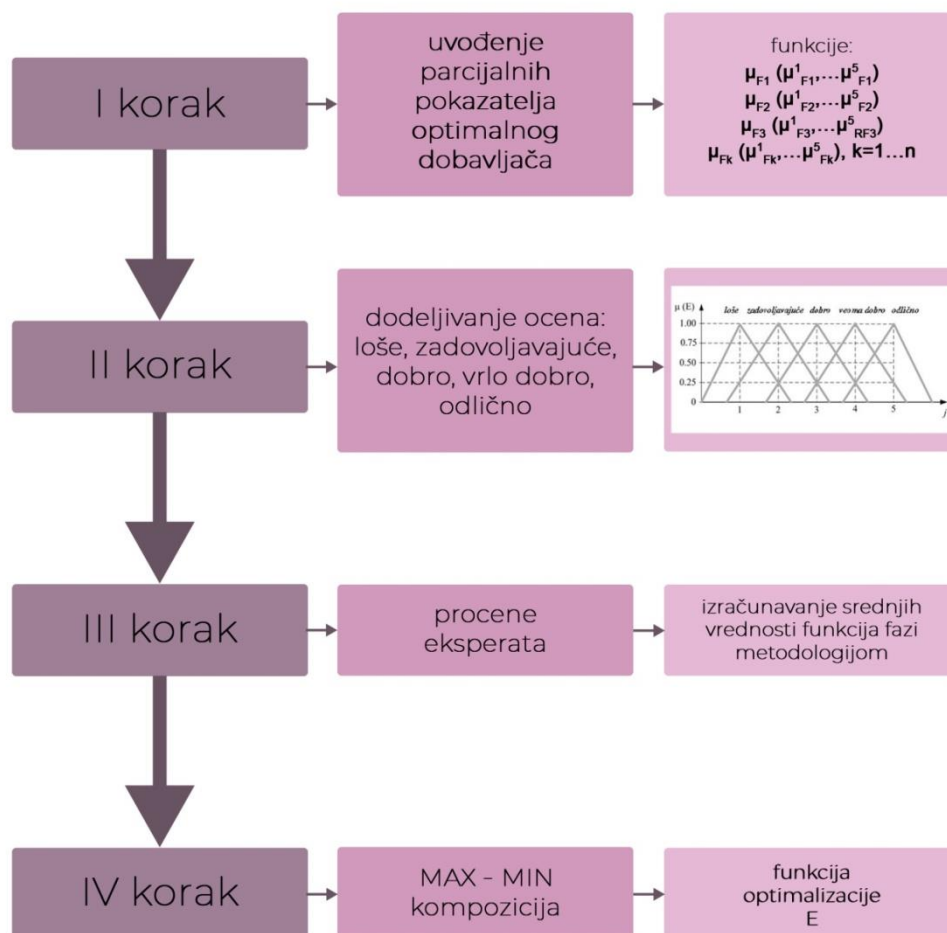 I korak
uvođenje
parcijalnih
pokazatelja
optimalnog
dobavljača
funkcije:
μF1 (μ¹F1,...μ⁵F1)
μF2 (μ¹F2,...μ⁵F2)
μF3 (μ¹F3,...μ⁵RF3)
μFk (μ¹Fk,...μ⁵Fk), k=1...n
II korak
dodeljivanje ocena:
loše, zadovoljavajuće,
dobro, vrlo dobro,
odlično
μ (E)
loše zadovoljavajuće dobro veoma dobro odlično
1.00
0.75
0.50
0.25
0
1 2 3 4 5 j
III korak
procene
eksperata
izračunavanje srednjih
vrednosti funkcija fazi
metodologijom
IV korak
MAX - MIN
kompozicija
funkcija
optimalizacije
E